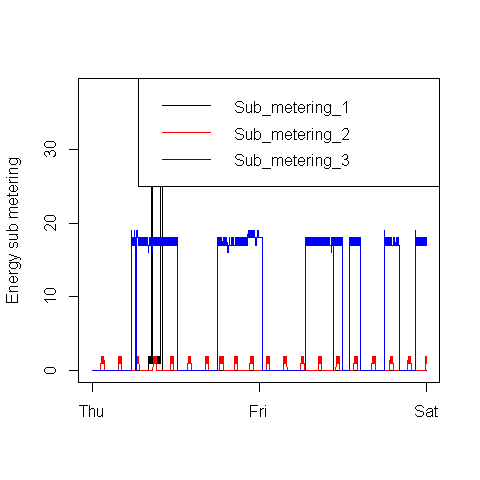 Sub_metering_1
Sub_metering_2
Sub_metering_3
Energy sub metering
30
20
10
0
Thu
Fri
Sat